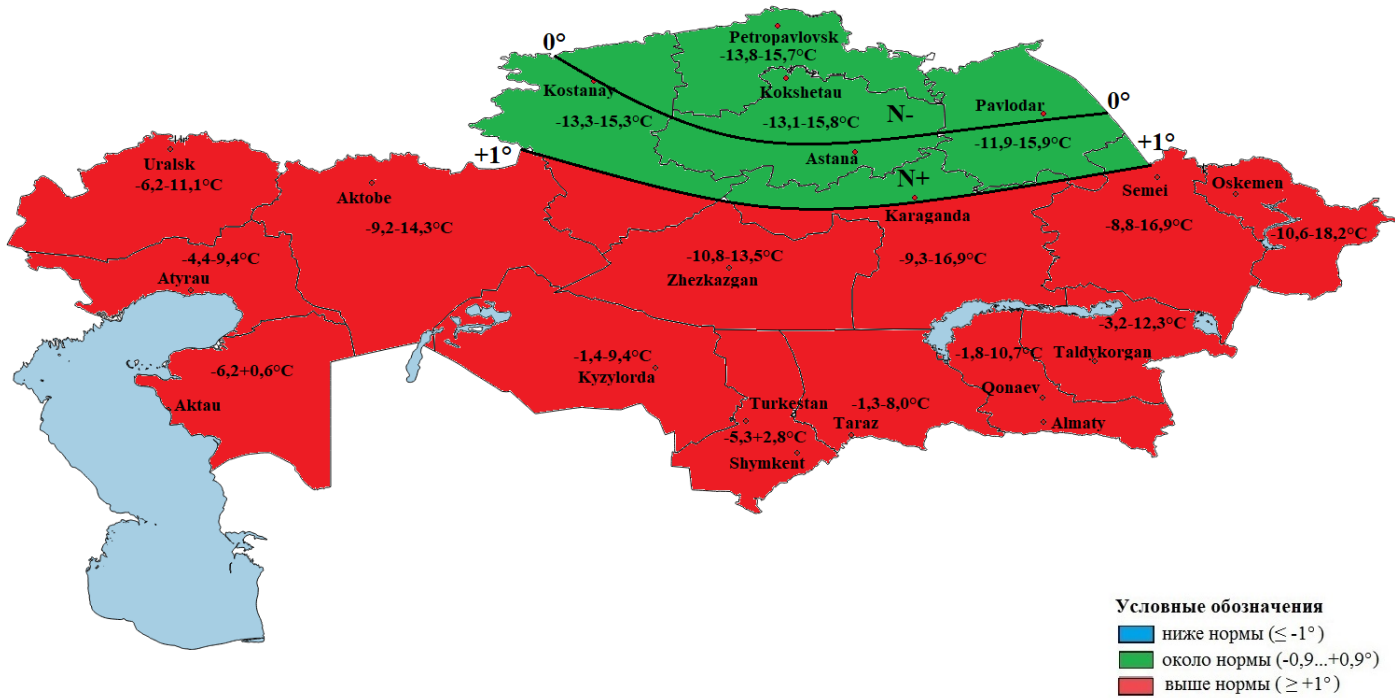 Petropavlovsk
-13,8-15,7°C
0°
Kostanay
Kokshetau
-13,3-15,3°C
-13,1-15,8°C
N-
Pavlodar
0°
-11,9-15,9°C
+1°
Astana
+1°
N+
Uralsk
-6,2-11,1°C
Aktobe
-9,2-14,3°C
Karaganda
-9,3-16,9°C
Semei
-8,8-16,9°C
Oskemen
-10,6-18,2°C
-4,4-9,4°C
Atyrau
-10,8-13,5°C
Zhezkazgan
-6,2+0,6°C
Aktau
-1,4-9,4°C
Kyzylorda
-3,2-12,3°C
Taldykorgan
-1,8-10,7°C
Qonaev
Almaty
Turkestan
-5,3+2,8°C
Shymkent
-1,3-8,0°C
Taraz
Условные обозначения
ниже нормы (≤ -1°)
около нормы (-0,9...+0,9°)
выше нормы (≥ +1°)